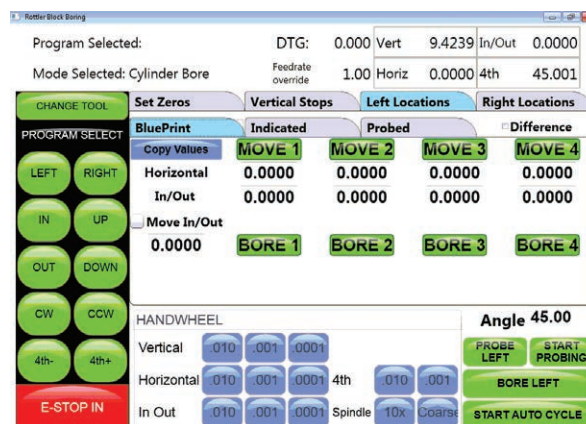 Rottler Block Boring
Program Selected: DTG: 0.000 Vert 9.4239 In/Out 0.0000
Mode Selected: Cylinder Bore Feedrate override 1.00 Horiz 0.0000 4th 45.001
CHANGE TOOL Set Zeros Vertical Stops Left Locations Right Locations
PROGRAM SELECT BluePrint Indicated Probed Difference
Copy Values MOVE 1 MOVE 2 MOVE 3 MOVE 4
LEFT RIGHT Horizontal 0.0000 0.0000 0.0000 0.0000
In/Out 0.0000 0.0000 0.0000 0.0000
IN UP Move In/Out
0.0000 BORE 1 BORE 2 BORE 3 BORE 4
OUT DOWN
CW CCW HANDWHEEL Angle 45.00
Vertical .010 .001 .0001 PROBE LEFT START PROBING
4th- 4th+ Horizontal .010 .001 .0001 4th .010 .001 BORE LEFT
E-STOP IN In Out .010 .001 .0001 Spindle 10x Coarse START AUTO CYCLE